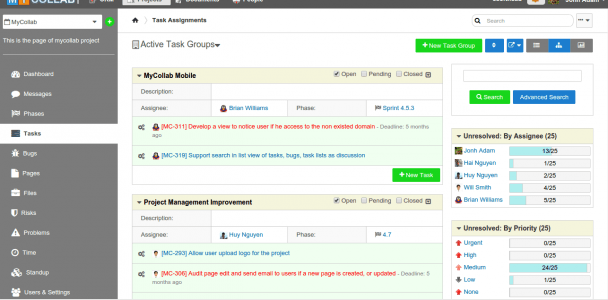 MyCollab
This is the page of mycollab project
Dashboard
Messages
Phases
Tasks
Bugs
Pages
Files
Risks
Problems
Time
Standup
Users & Settings
Task Assignments
Search
Active Task Groups
New Task Group
MyCollab Mobile
Open Pending Closed
Description:
Assignee: Brian Williams Phase: Sprint 4.5.3
[MC-311] Develop a view to notice user if he access to the non existed domain - Deadline: 5 months
ago
[MC-319] Support search in list view of tasks, bugs, task lists as discussion
New Task
Project Management Improvement
Open Pending Closed
Description:
Assignee: Huy Nguyen Phase: 4.7
[MC-293] Allow user upload logo for the project
[MC-306] Audit page edit and send email to users if a new page is created, or updated - Deadline: 5
months ago
Search Advanced Search
Unresolved: By Assignee (25)
Jonh Adam 13/25
Hai Nguyen 1/25
Huy Nguyen 2/25
Will Smith 4/25
Brian Williams 5/25
Unresolved: By Priority (25)
Urgent 0/25
High 0/25
Medium 24/25
Low 1/25
None 0/25